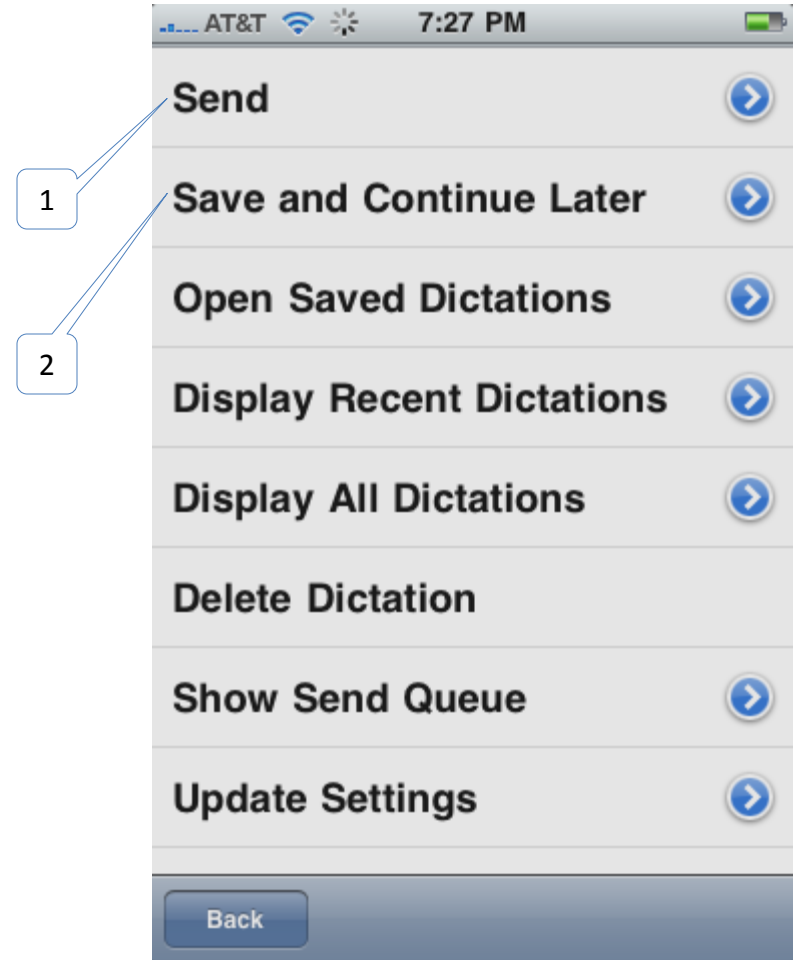 AT&T 7:27 PM
Send
1
Save and Continue Later
Open Saved Dictations
2
Display Recent Dictations
Display All Dictations
Delete Dictation
Show Send Queue
Update Settings
Back